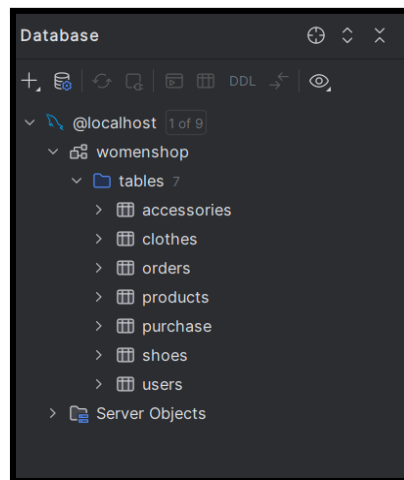 Database
DDL
@localhost 1 of 9
womenshop
tables 7
accessories
clothes
orders
products
purchase
shoes
users
Server Objects